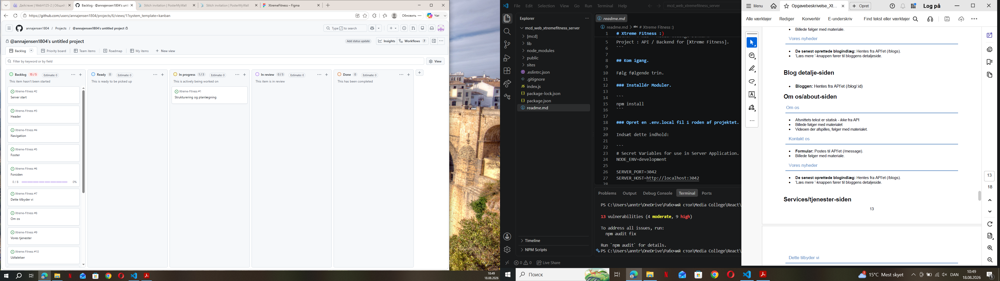 Действие | WebH125-2 | Общий |
Backlog · @annajensen1804's unti
Stitch invitation | PosterMyWall
Stitch invitation | PosterMyWall
XtremeFitness – Figma
https://github.com/users/annajensen1804/projects/6/views/1?system_template=kanban
Обновить
Чат
annajensen1804 / Projects / @annajensen1804's untitled project
Type / to search
@annajensen1804's untitled project
Add status update
Insights
Workflows 7
Backlog
Priority board
Team items
Roadmap
My items
+ New view
Filter by keyword or by field
View
Backlog 15 / 5 Estimate: 0
This item hasn't been started
Xtreme-Fitness #2
Server start
Xtreme-Fitness #3
Header
Xtreme-Fitness #4
Navigation
Xtreme-Fitness #5
Footer
Xtreme-Fitness #6
Forsiden
0 / 8 0%
Xtreme-Fitness #7
Dette tilbyder vi
Xtreme-Fitness #8
Om os
Xtreme-Fitness #9
Vores tjenester
Xtreme-Fitness #10
Udtalelser
Ready 0 Estimate: 0
This is ready to be picked up
In progress 1 / 3 Estimate: 0
This is actively being worked on
Xtreme-Fitness #1
Strukturering og planlægning
In review 0 / 5 Estimate: 0
This item is in review
Done 0 Estimate: 0
This has been completed
10:49
18.08.2026
File Edit Selection View Go Run Terminal Help
mcd_web_xtremefitness_server
Explorer
mcd_web_xtremefitness_server
[mcd]
lib
node_modules
public
sites
.eslintrc.json
.gitignore
index.js
package-lock.json
package.json
readme.md
Timeline
NPM Scripts
readme.md
readme.md > # Xtreme Fitness :)
1 # Xtreme Fitness :)
5 Project : API / Backend for [Xtreme Fitness].
6 ```
7
8 ## Kom igang.
9
10 Følg følgende trin.
11
12 ### Installér Moduler.
13
14 ```
15 npm install
16 ```
17
18 ### Opret en .env.local fil i roden af projektet.
19
20 Indsæt dette indhold:
21
22 ```
23 # Secret Variables for use in Server Application.
24 NODE_ENV=development
25
26 SERVER_PORT=3042
27 SERVER_HOST=http://localhost:3042
28
Problems Output Debug Console Terminal Ports
PS C:\Users\anntr\OneDrive\Рабочий стол\Media College\React\
13 vulnerabilities (4 moderate, 9 high)
To address all issues, run:
npm audit fix
Run `npm audit` for details.
PS C:\Users\anntr\OneDrive\Рабочий стол\Media College\React\
0 0 Live Share
Menu
Opgavebeskrivelse_Xt...
+ Opret
Log på
Alle værktøjer Rediger Konvertér E-underskriv
Find tekst eller værktøjer
• Billede følger med materiale.
Vores nyheder
• De senest oprettede blogindlæg: Hentes fra API'et (/blogs).
• 'Læs mere '-knappen fører til bloggens detaljeside.
Blog detalje-siden
• Bloggen: Hentes fra API'et (/blog/:id)
Om os/about-siden
Om os
• Afsnittets tekst er statisk - ikke fra API
• Billede følger med materialet
• Videoen der afspilles, følger med materialet.
Kontakt os
• Formular: Postes til API'et (/message).
• Billede følger med materiale.
Vores nyheder
• De senest oprettede blogindlæg: Hentes fra API'et (/blogs).
• 'Læs mere '-knappen fører til bloggens detaljeside.
Services/tjenester-siden
13
Dette tilbyder vi
13
18
Поиск
2
15°C Mest skyet
DAN
10:49
18.08.2026
1